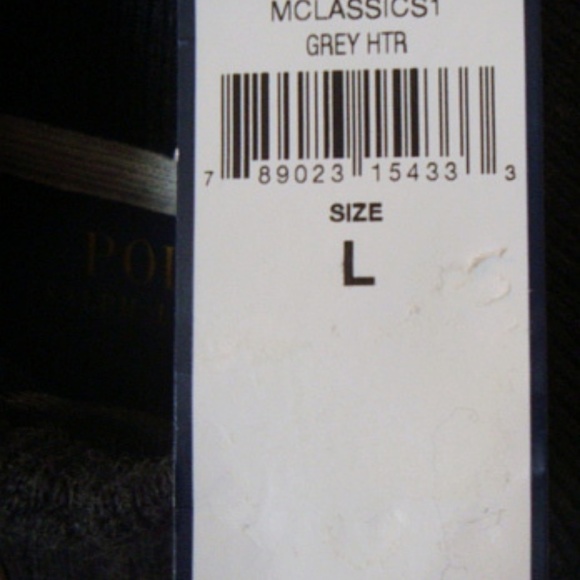 MCLASSICS1
GREY HTR
7 89023 15433 3
SIZE
L